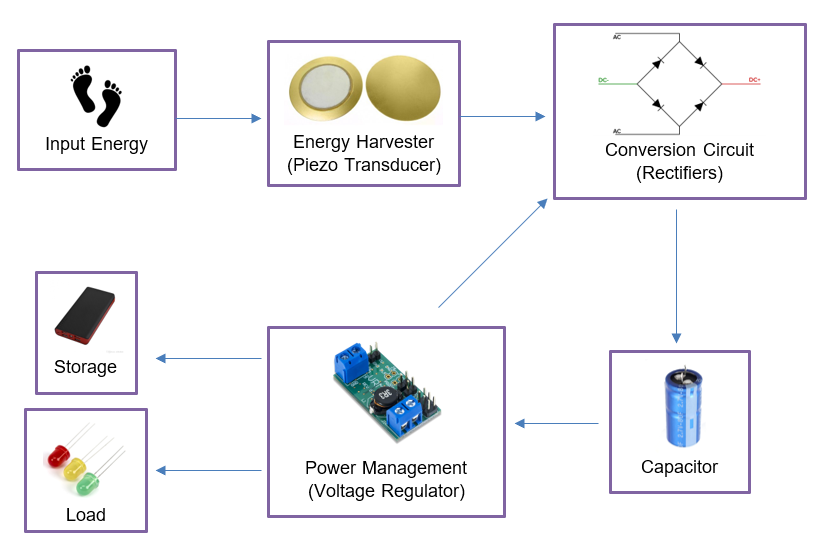 AC
DC-
DC+
AC
Input Energy
Energy Harvester
(Piezo Transducer)
Conversion Circuit
(Rectifiers)
Storage
Load
Power Management
(Voltage Regulator)
Capacitor